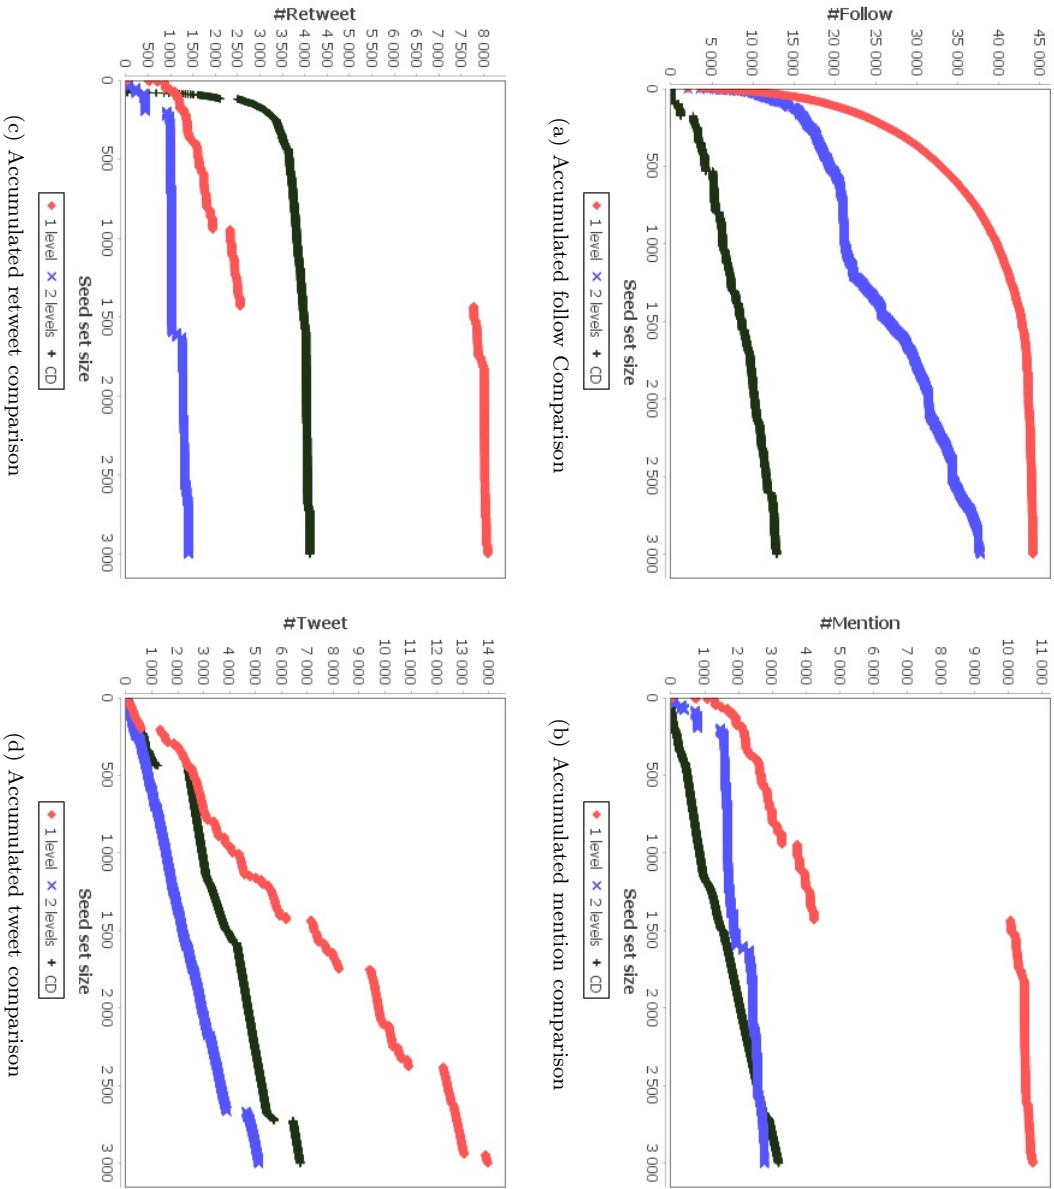 #Follow
45 000
40 000
35 000
30 000
25 000
20 000
15 000
10 000
5 000
0
0 500 1 000 1 500 2 000 2 500 3 000
Seed set size
1 level 2 levels CD
(a) Accumulated follow Comparison
#Mention
11 000
10 000
9 000
8 000
7 000
6 000
5 000
4 000
3 000
2 000
1 000
0
0 500 1 000 1 500 2 000 2 500 3 000
Seed set size
1 level 2 levels CD
(b) Accumulated mention comparison
#Retweet
8 000
7 500
7 000
6 500
6 000
5 500
5 000
4 500
4 000
3 500
3 000
2 500
2 000
1 500
1 000
500
0
0 500 1 000 1 500 2 000 2 500 3 000
Seed set size
1 level 2 levels CD
(c) Accumulated retweet comparison
#Tweet
14 000
13 000
12 000
11 000
10 000
9 000
8 000
7 000
6 000
5 000
4 000
3 000
2 000
1 000
0
0 500 1 000 1 500 2 000 2 500 3 000
Seed set size
1 level 2 levels CD
(d) Accumulated tweet comparison